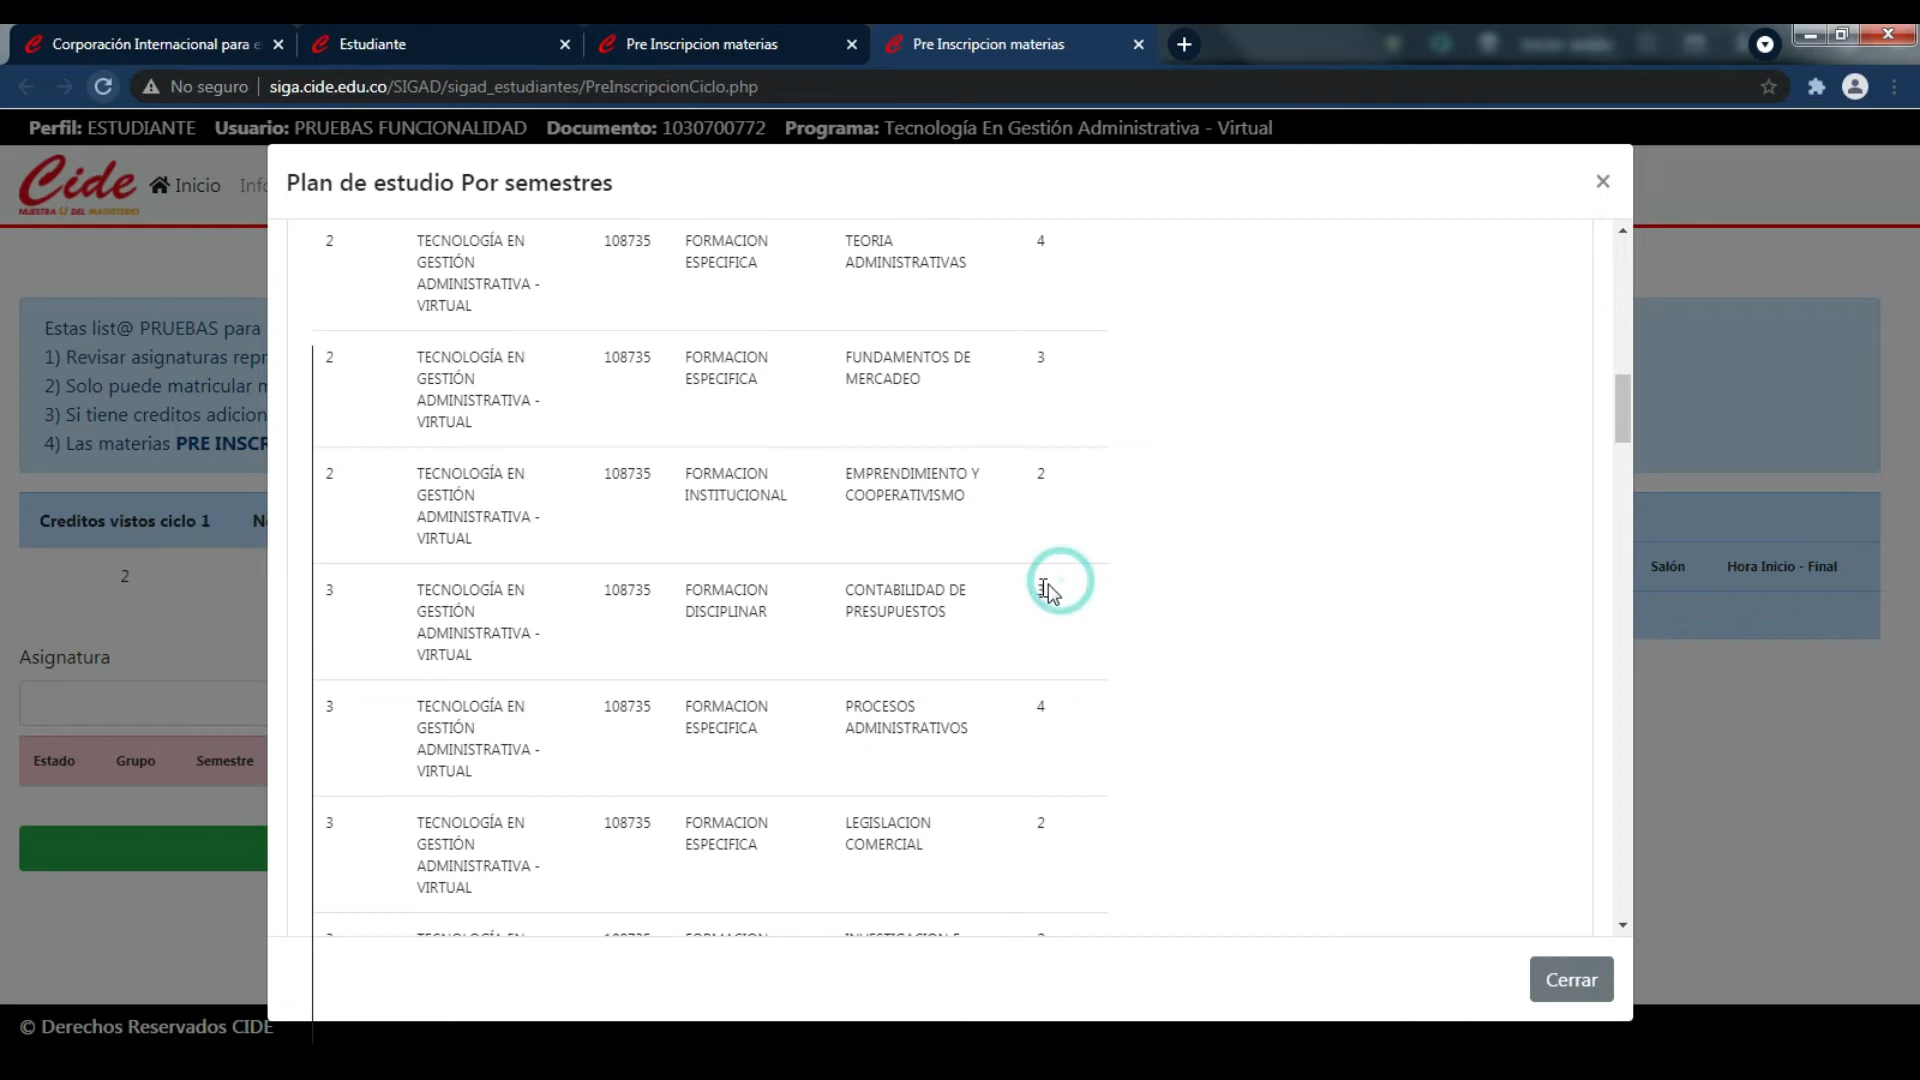 Corporación Internacional para e
Estudiante
Pre Inscripcion materias
Pre Inscripcion materias
No seguro siga.cide.edu.co/SIGAD/sigad_estudiantes/PreInscripcionCiclo.php
Perfil: ESTUDIANTE Usuario: PRUEBAS FUNCIONALIDAD Documento: 1030700772 Programa: Tecnología En Gestión Administrativa - Virtual
Cide
NUESTRA U DEL MAGISTERIO
Inicio
Info
Plan de estudio Por semestres
×
2 TECNOLOGÍA EN 108735 FORMACION TEORIA 4
GESTIÓN ESPECIFICA ADMINISTRATIVAS
ADMINISTRATIVA -
VIRTUAL
2 TECNOLOGÍA EN 108735 FORMACION FUNDAMENTOS DE 3
GESTIÓN ESPECIFICA MERCADEO
ADMINISTRATIVA -
VIRTUAL
2 TECNOLOGÍA EN 108735 FORMACION EMPRENDIMIENTO Y 2
GESTIÓN INSTITUCIONAL COOPERATIVISMO
ADMINISTRATIVA -
VIRTUAL
3 TECNOLOGÍA EN 108735 FORMACION CONTABILIDAD DE
GESTIÓN DISCIPLINAR PRESUPUESTOS
ADMINISTRATIVA -
VIRTUAL
3 TECNOLOGÍA EN 108735 FORMACION PROCESOS 4
GESTIÓN ESPECIFICA ADMINISTRATIVOS
ADMINISTRATIVA -
VIRTUAL
3 TECNOLOGÍA EN 108735 FORMACION LEGISLACION 2
GESTIÓN ESPECIFICA COMERCIAL
ADMINISTRATIVA -
VIRTUAL
Cerrar
Estas list@ PRUEBAS para
1) Revisar asignaturas repr
2) Solo puede matricular m
3) Si tiene creditos adicion
4) Las materias PRE INSCR
Creditos vistos ciclo 1
2
Salón Hora Inicio - Final
Asignatura
Estado Grupo Semestre
© Derechos Reservados CIDE